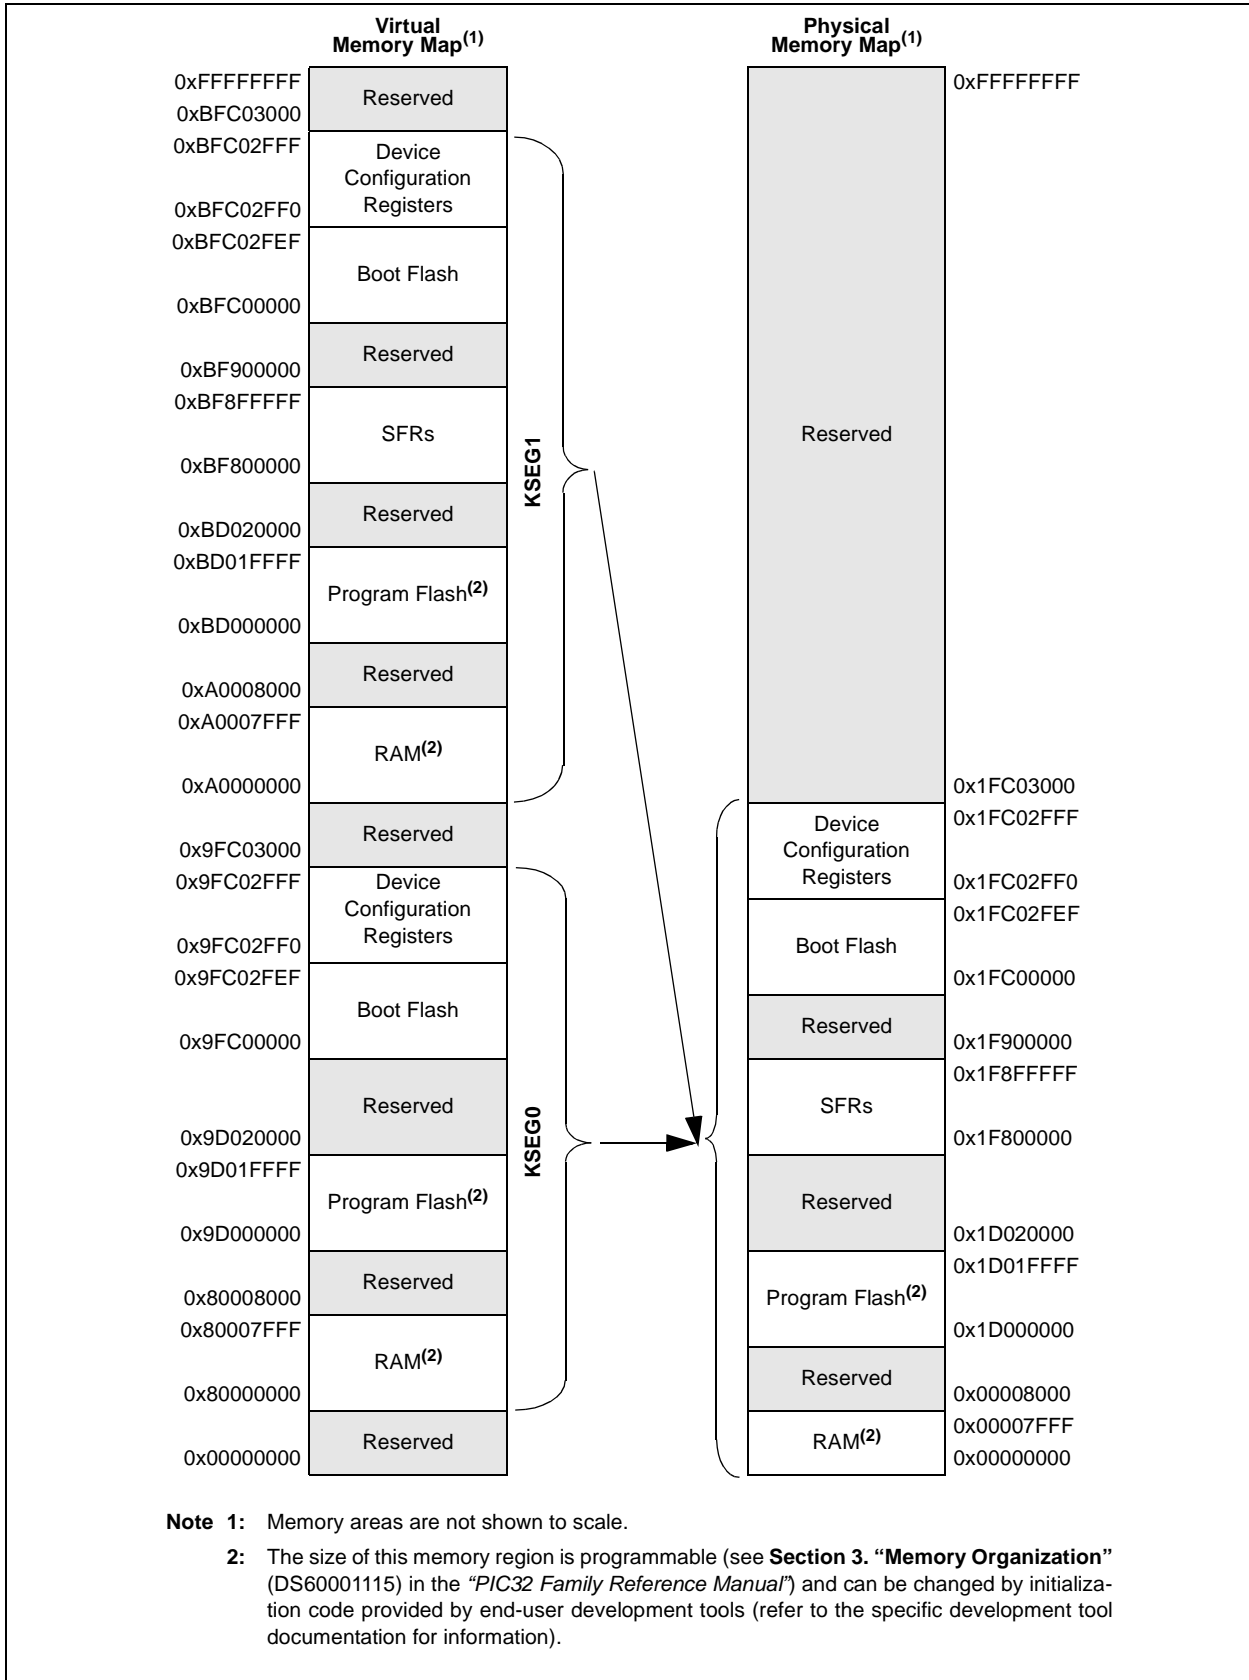 Virtual
Memory Map(1)
Physical
Memory Map(1)
0xFFFFFFFF
Reserved
0xBFC03000
0xBFC02FFF
Device
Configuration
Registers
0xBFC02FF0
0xBFC02FEF
Boot Flash
0xBFC00000
Reserved
0xBF900000
0xBF8FFFFF
SFRs
0xBF800000
Reserved
0xBD020000
0xBD01FFFF
Program Flash(2)
0xBD000000
Reserved
0xA0008000
0xA0007FFF
RAM(2)
0xA0000000
Reserved
0x9FC03000
0x9FC02FFF
Device
Configuration
Registers
0x9FC02FF0
0x9FC02FEF
Boot Flash
0x9FC00000
Reserved
0x9D020000
0x9D01FFFF
Program Flash(2)
0x9D000000
Reserved
0x80008000
0x80007FFF
RAM(2)
0x80000000
Reserved
0x00000000
KSEG1
KSEG0
0xFFFFFFFF
Reserved
0x1FC03000
0x1FC02FFF
Device
Configuration
Registers
0x1FC02FF0
0x1FC02FEF
Boot Flash
0x1FC00000
Reserved
0x1F900000
0x1F8FFFFF
SFRs
0x1F800000
Reserved
0x1D020000
0x1D01FFFF
Program Flash(2)
0x1D000000
Reserved
0x00008000
0x00007FFF
RAM(2)
0x00000000
Note 1: Memory areas are not shown to scale.
2: The size of this memory region is programmable (see Section 3. “Memory Organization”
(DS60001115) in the “PIC32 Family Reference Manual”) and can be changed by initializa-
tion code provided by end-user development tools (refer to the specific development tool
documentation for information).